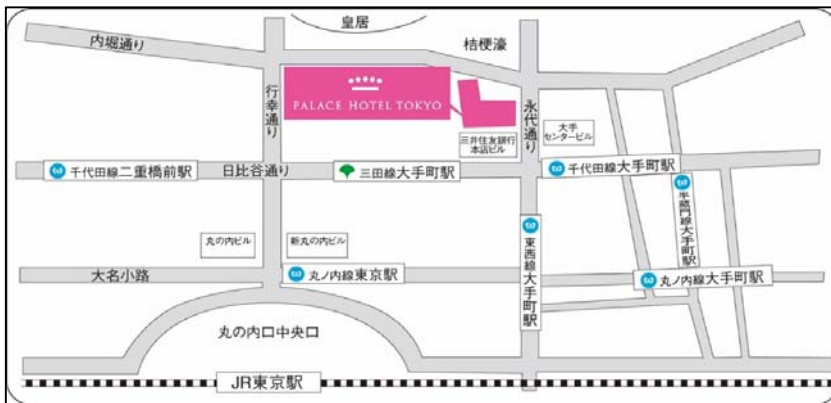 皇居
内堀通り
桔梗濠
行幸通り
PALACE HOTEL TOKYO
永代通り
大手
センタービル
三井住友銀行
本店ビル
千代田線二重橋前駅
日比谷通り
三田線大手町駅
千代田線大手町駅
半蔵門線大手町駅
丸の内ビル
新丸の内ビル
東西線大手町駅
大名小路
丸ノ内線東京駅
丸ノ内線大手町駅
丸の内口中央口
JR東京駅